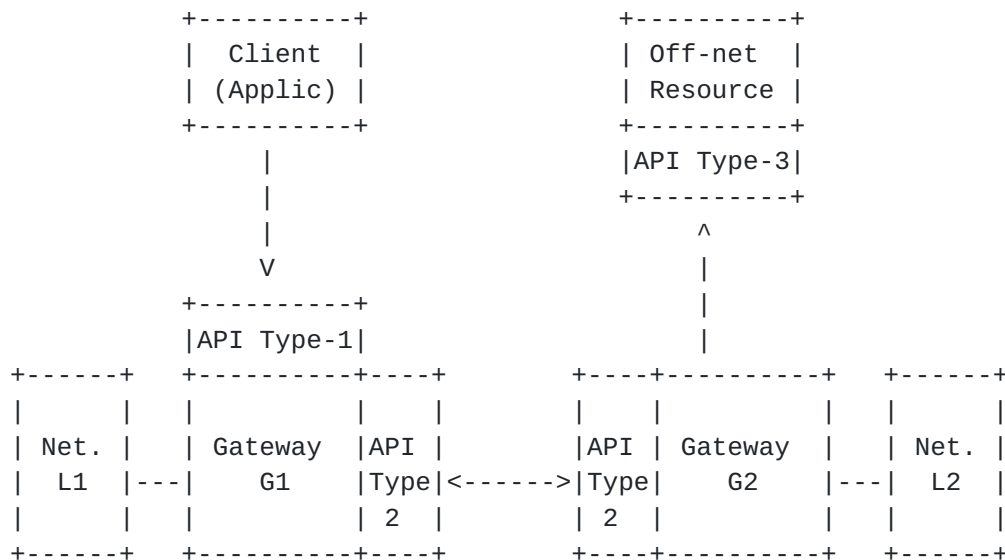 Client Off-net
(Applic) Resource
API Type-3
API Type-1
Net. Gateway API API Gateway Net.
L1 G1 Type Type G2 L2
2 2